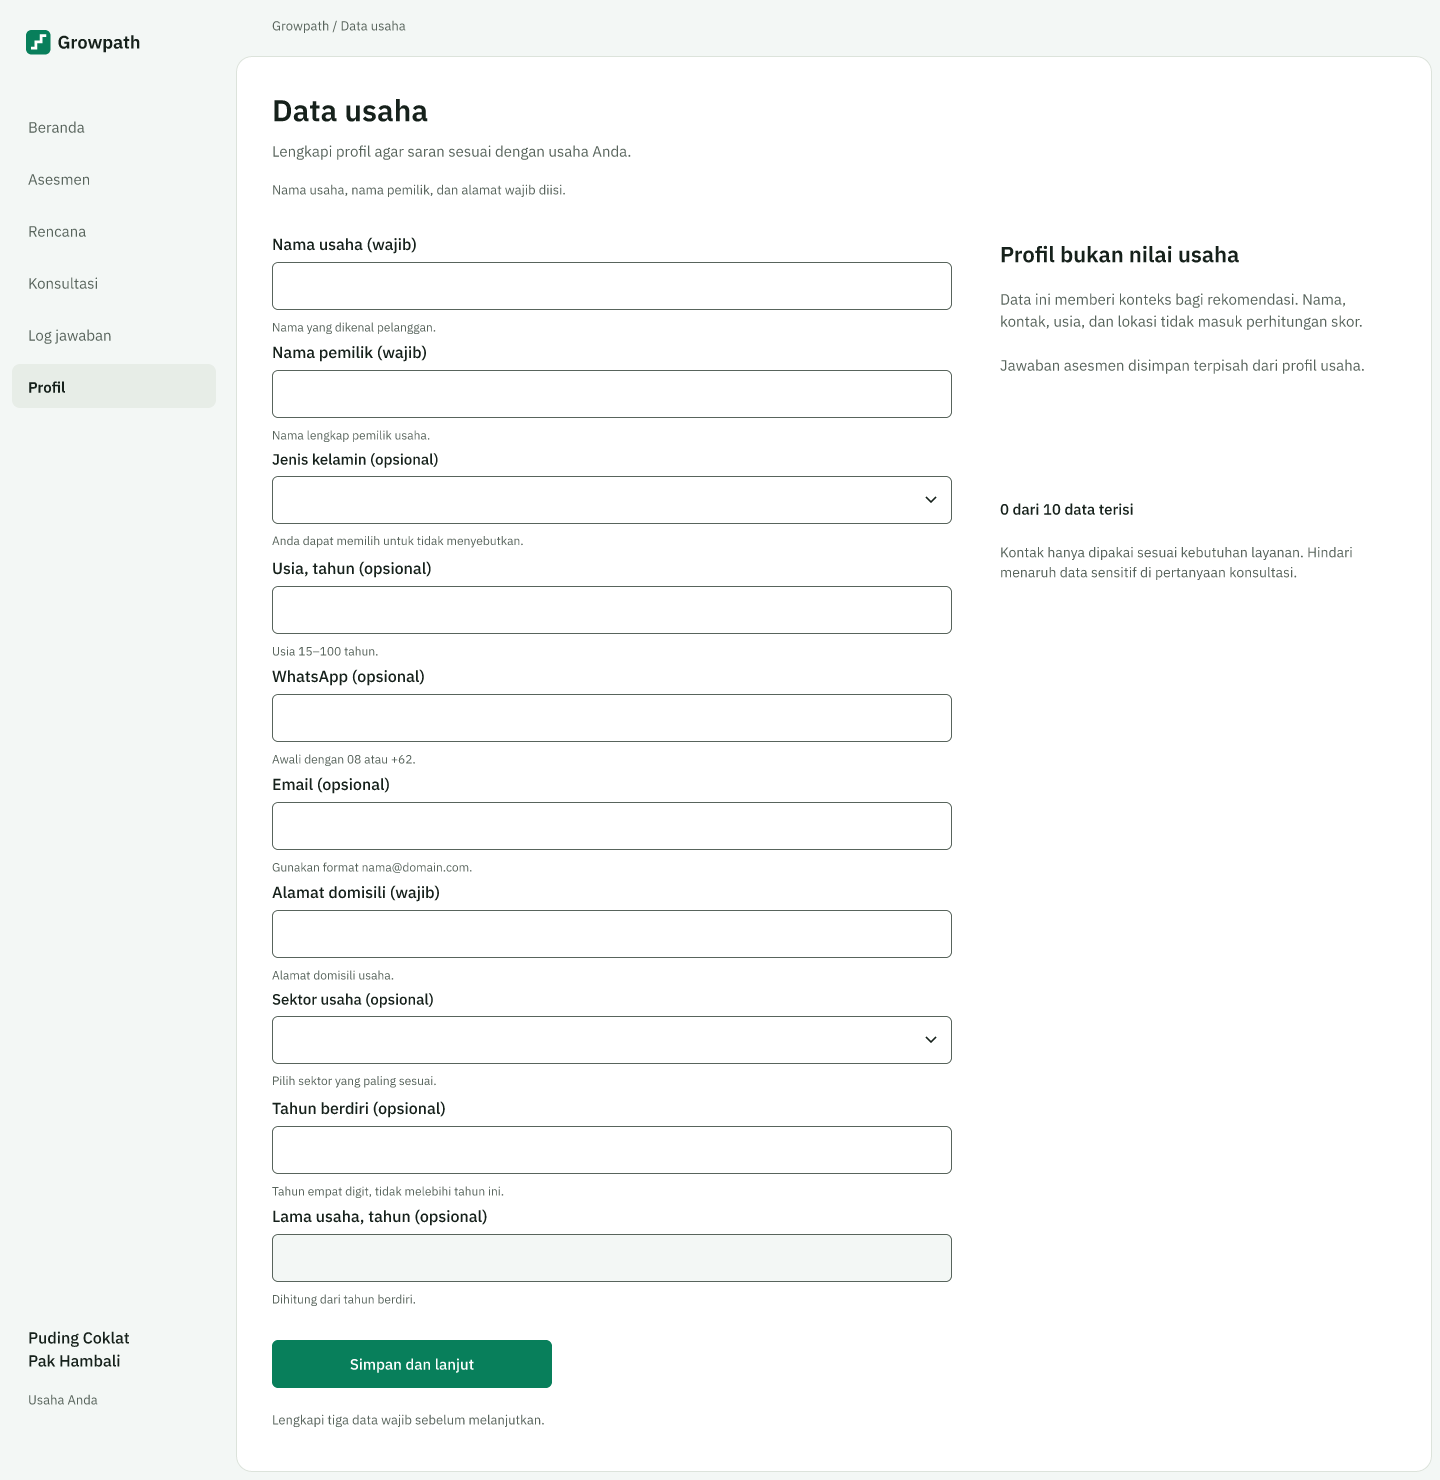 Growpath
Growpath / Data usaha
Beranda
Asesmen
Rencana
Konsultasi
Log jawaban
Profil
Puding Coklat
Pak Hambali
Usaha Anda
Data usaha
Lengkapi profil agar saran sesuai dengan usaha Anda.
Nama usaha, nama pemilik, dan alamat wajib diisi.
Nama usaha (wajib)
Nama yang dikenal pelanggan.
Nama pemilik (wajib)
Nama lengkap pemilik usaha.
Jenis kelamin (opsional)
Anda dapat memilih untuk tidak menyebutkan.
Usia, tahun (opsional)
Usia 15–100 tahun.
WhatsApp (opsional)
Awali dengan 08 atau +62.
Email (opsional)
Gunakan format nama@domain.com.
Alamat domisili (wajib)
Alamat domisili usaha.
Sektor usaha (opsional)
Pilih sektor yang paling sesuai.
Tahun berdiri (opsional)
Tahun empat digit, tidak melebihi tahun ini.
Lama usaha, tahun (opsional)
Dihitung dari tahun berdiri.
Simpan dan lanjut
Lengkapi tiga data wajib sebelum melanjutkan.
Profil bukan nilai usaha
Data ini memberi konteks bagi rekomendasi. Nama,
kontak, usia, dan lokasi tidak masuk perhitungan skor.
Jawaban asesmen disimpan terpisah dari profil usaha.
0 dari 10 data terisi
Kontak hanya dipakai sesuai kebutuhan layanan. Hindari
menaruh data sensitif di pertanyaan konsultasi.